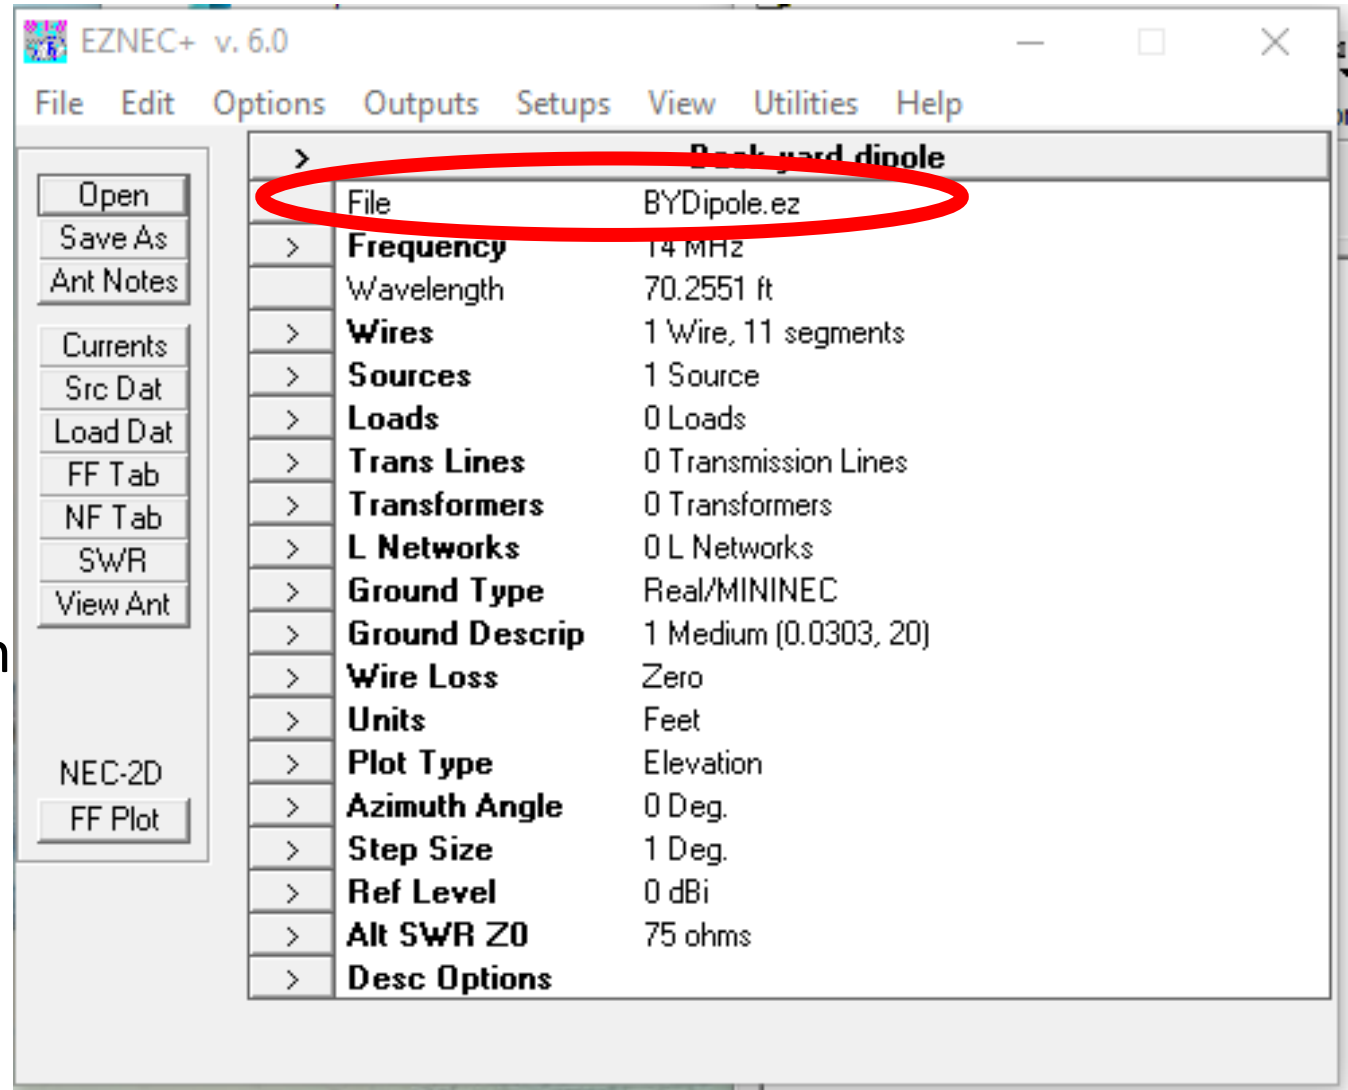 EZNEC+ v. 6.0
File Edit Options Outputs Setups View Utilities Help
> Back yard dipole
Open
Save As
Ant Notes
Currents
Src Dat
Load Dat
FF Tab
NF Tab
SWR
View Ant
NEC-2D
FF Plot
File BYDipole.ez
> Frequency 14 MHz
Wavelength 70.2551 ft
> Wires 1 Wire, 11 segments
> Sources 1 Source
> Loads 0 Loads
> Trans Lines 0 Transmission Lines
> Transformers 0 Transformers
> L Networks 0 L Networks
> Ground Type Real/MININEC
> Ground Descrip 1 Medium (0.0303, 20)
> Wire Loss Zero
> Units Feet
> Plot Type Elevation
> Azimuth Angle 0 Deg.
> Step Size 1 Deg.
> Ref Level 0 dBi
> Alt SWR Z0 75 ohms
> Desc Options